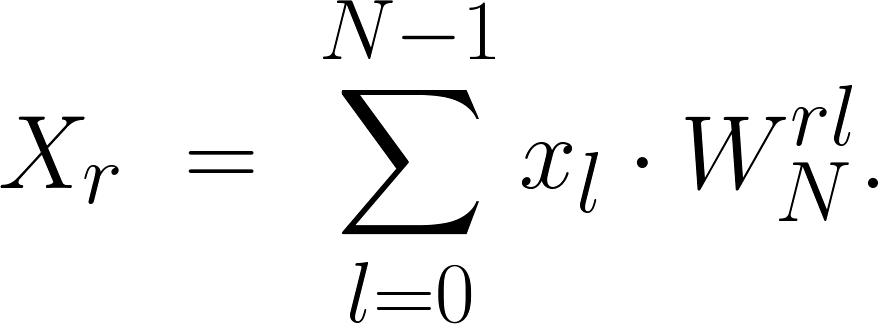 X_r = \sum_{l=0}^{N-1} x_l \cdot W_N^{rl}.